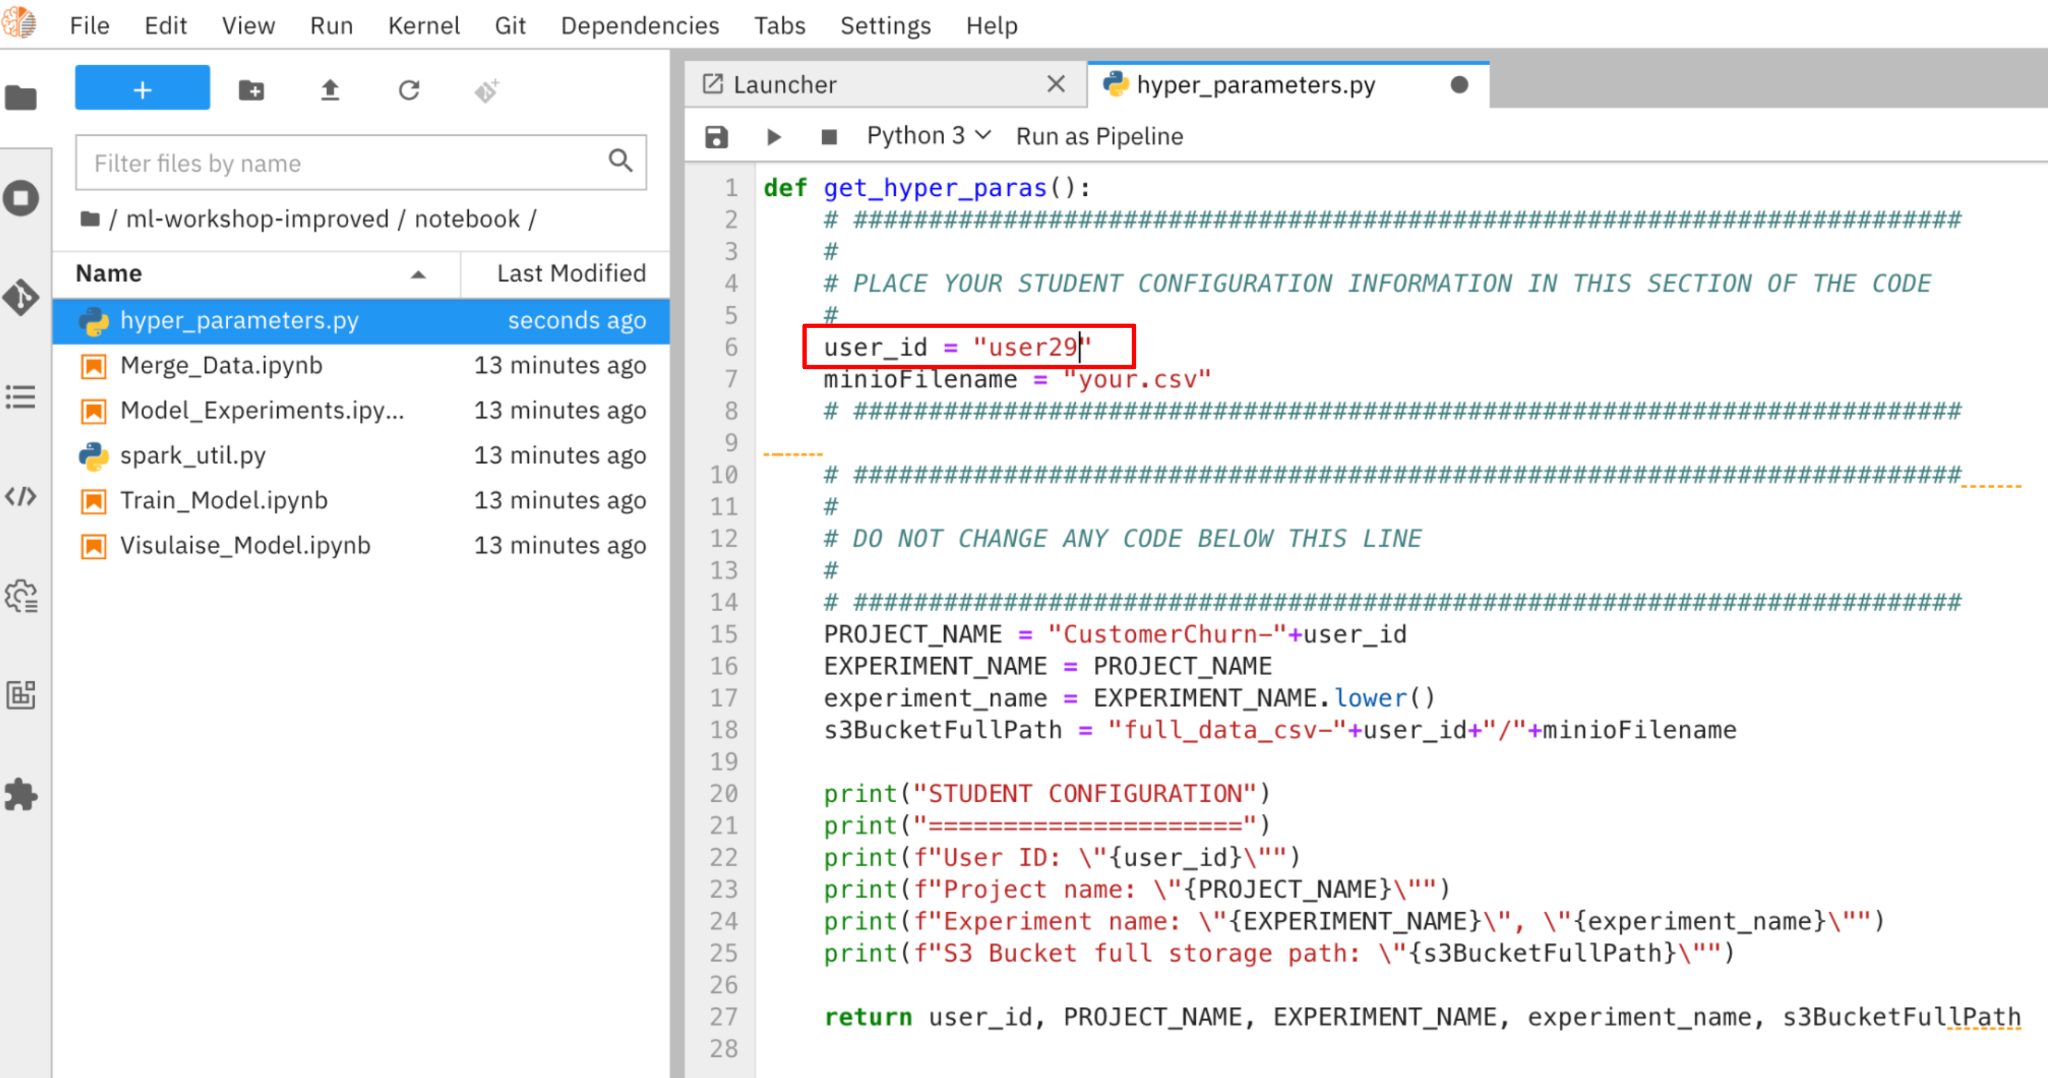 File Edit View Run Kernel Git Dependencies Tabs Settings Help
+
Filter files by name
/ ml-workshop-improved / notebook /
Name Last Modified
hyper_parameters.py seconds ago
Merge_Data.ipynb 13 minutes ago
Model_Experiments.ipy... 13 minutes ago
spark_util.py 13 minutes ago
Train_Model.ipynb 13 minutes ago
Visulaise_Model.ipynb 13 minutes ago
Launcher hyper_parameters.py
Python 3 Run as Pipeline
1 def get_hyper_paras():
2 # ##########################################################################
3 #
4 # PLACE YOUR STUDENT CONFIGURATION INFORMATION IN THIS SECTION OF THE CODE
5 #
6 user_id = "user29"
7 minioFilename = "your.csv"
8 # ##########################################################################
9
10 # ##########################################################################
11 #
12 # DO NOT CHANGE ANY CODE BELOW THIS LINE
13 #
14 # ##########################################################################
15 PROJECT_NAME = "CustomerChurn-"+user_id
16 EXPERIMENT_NAME = PROJECT_NAME
17 experiment_name = EXPERIMENT_NAME.lower()
18 s3BucketFullPath = "full_data_csv-"+user_id+"/"+minioFilename
19
20 print("STUDENT CONFIGURATION")
21 print("=====================")
22 print(f"User ID: \"{user_id}\"")
23 print(f"Project name: \"{PROJECT_NAME}\"")
24 print(f"Experiment name: \"{EXPERIMENT_NAME}\", \"{experiment_name}\"")
25 print(f"S3 Bucket full storage path: \"{s3BucketFullPath}\"")
26
27 return user_id, PROJECT_NAME, EXPERIMENT_NAME, experiment_name, s3BucketFullPath
28